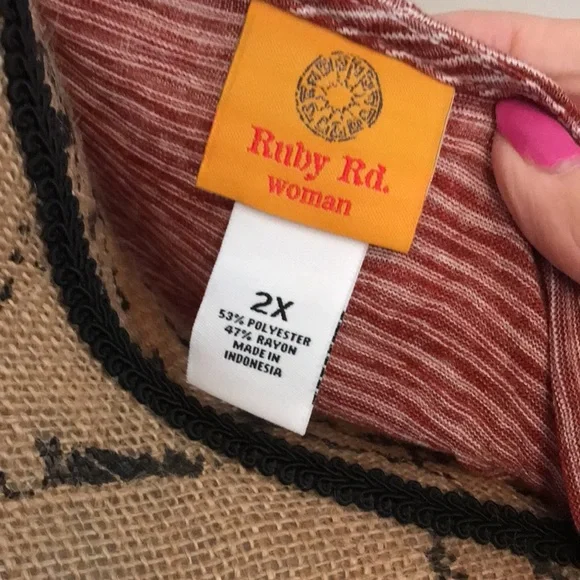 Ruby Rd.
woman
2X
53% POLYESTER
47% RAYON
MADE IN
INDONESIA